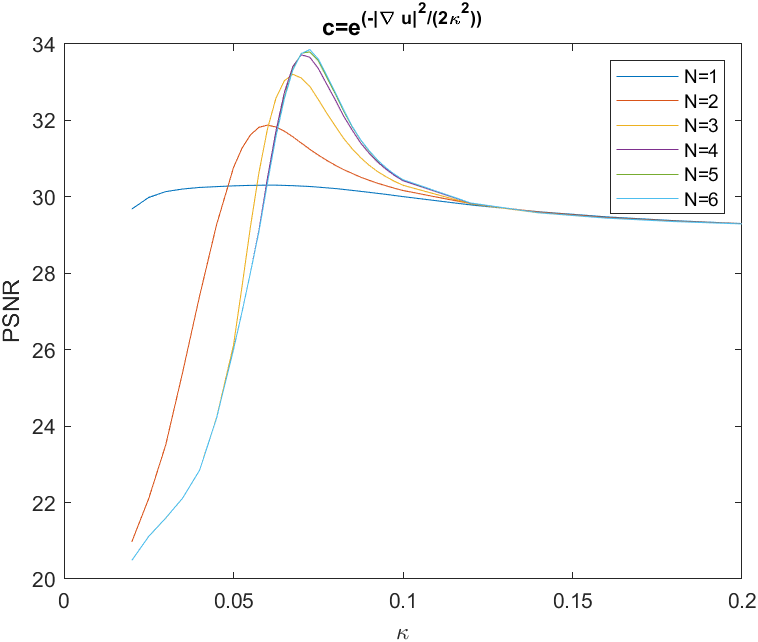 c=e^(-|∇ u|^2/(2κ^2))
34
32
30
28
26
24
22
20
PSNR
0
0.05
0.1
0.15
0.2
κ
N=1
N=2
N=3
N=4
N=5
N=6